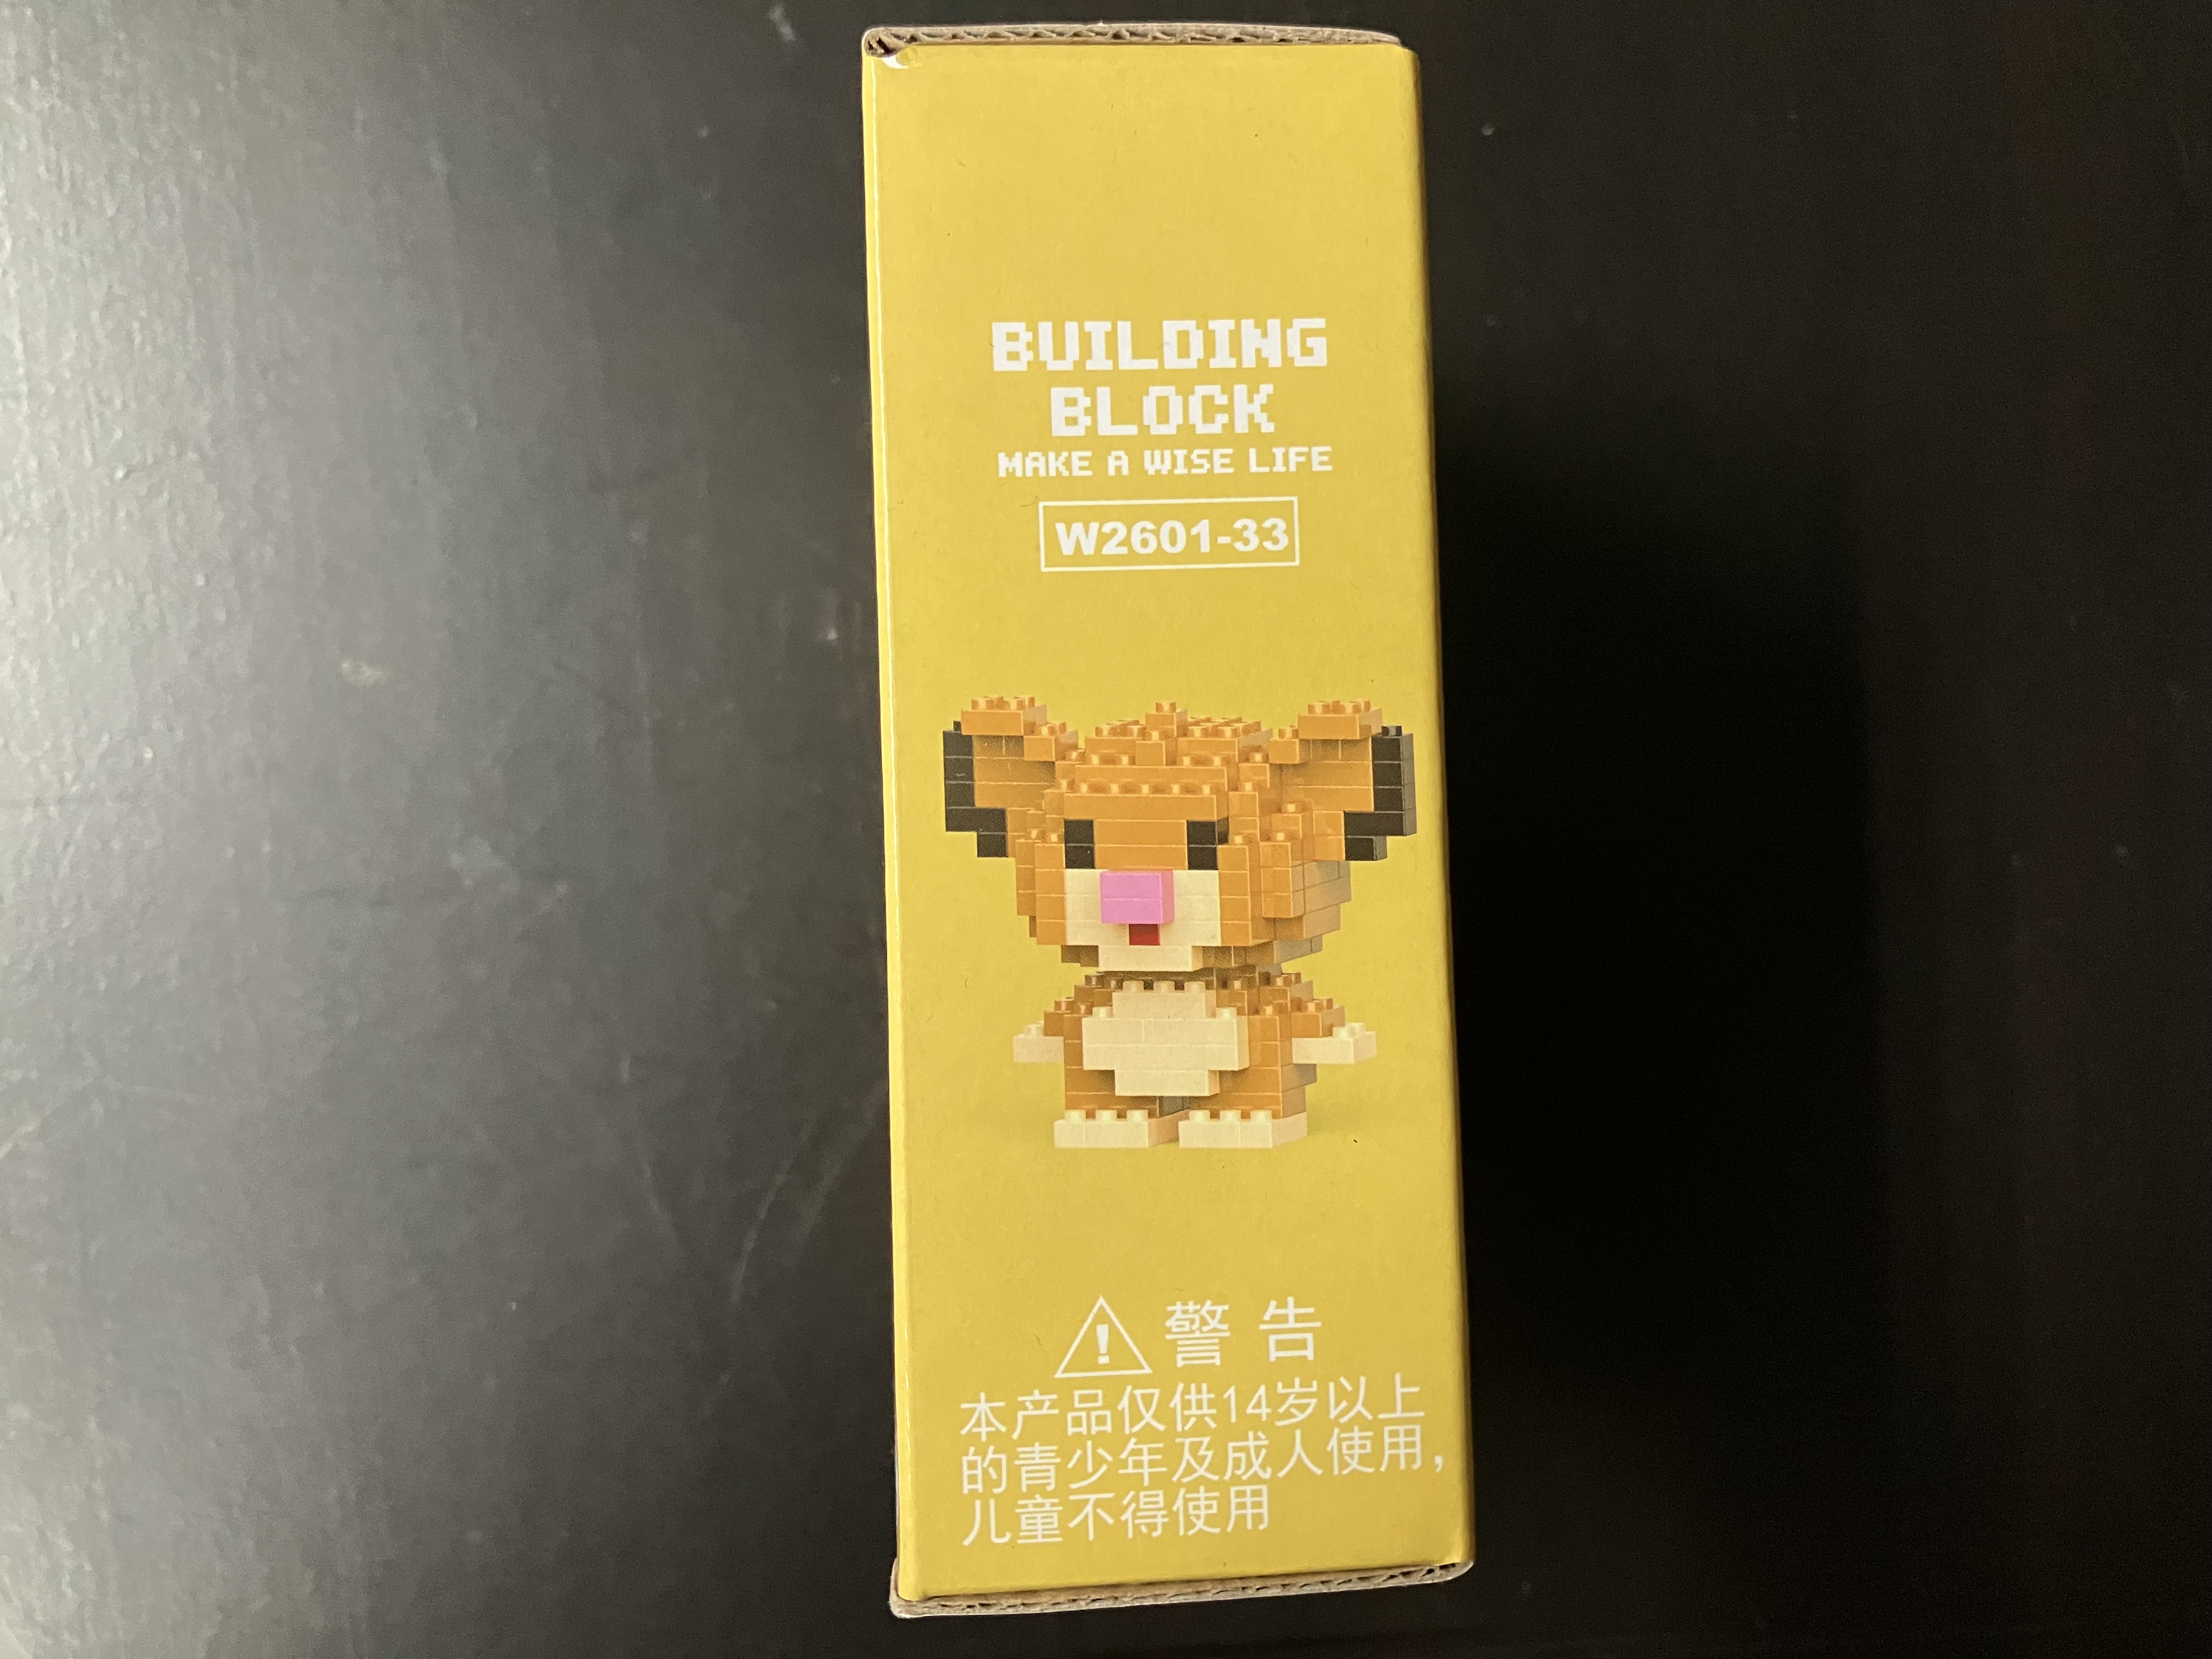 BUILDING
BLOCK
MAKE A WISE LIFE
W2601-33
警告
本产品仅供14岁以上
的青少年及成人使用，
儿童不得使用